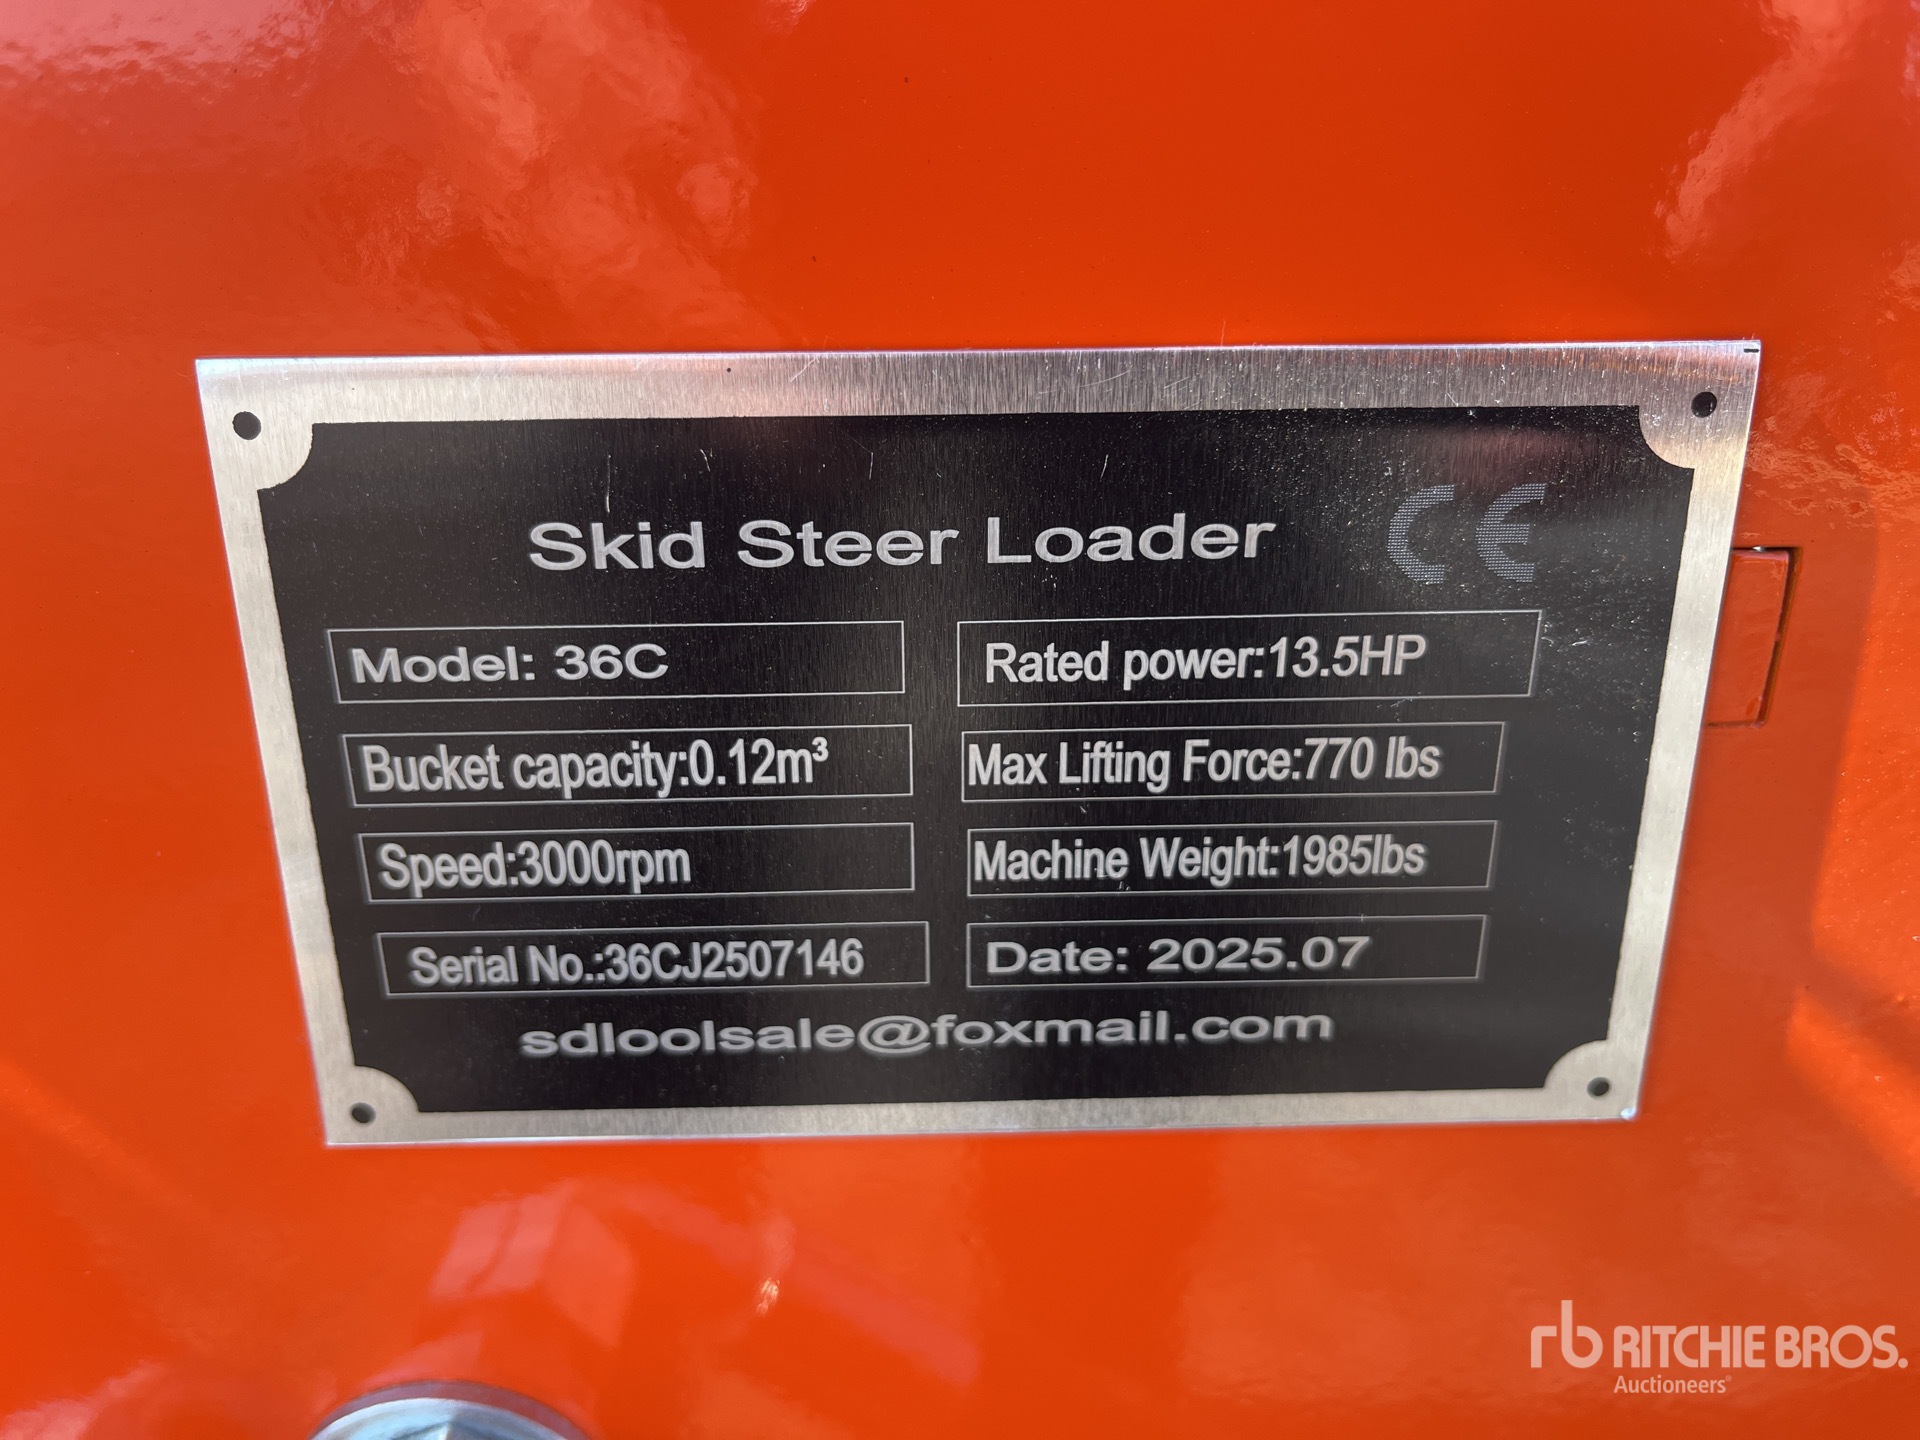 Skid Steer Loader CE
Model: 36C
Rated power:13.5HP
Bucket capacity:0.12m³
Max Lifting Force:770 lbs
Speed:3000rpm
Machine Weight:1985lbs
Serial No.:36CJ2507146
Date: 2025.07
sdloolsale@foxmail.com
rb RITCHIE BROS.
Auctioneers®